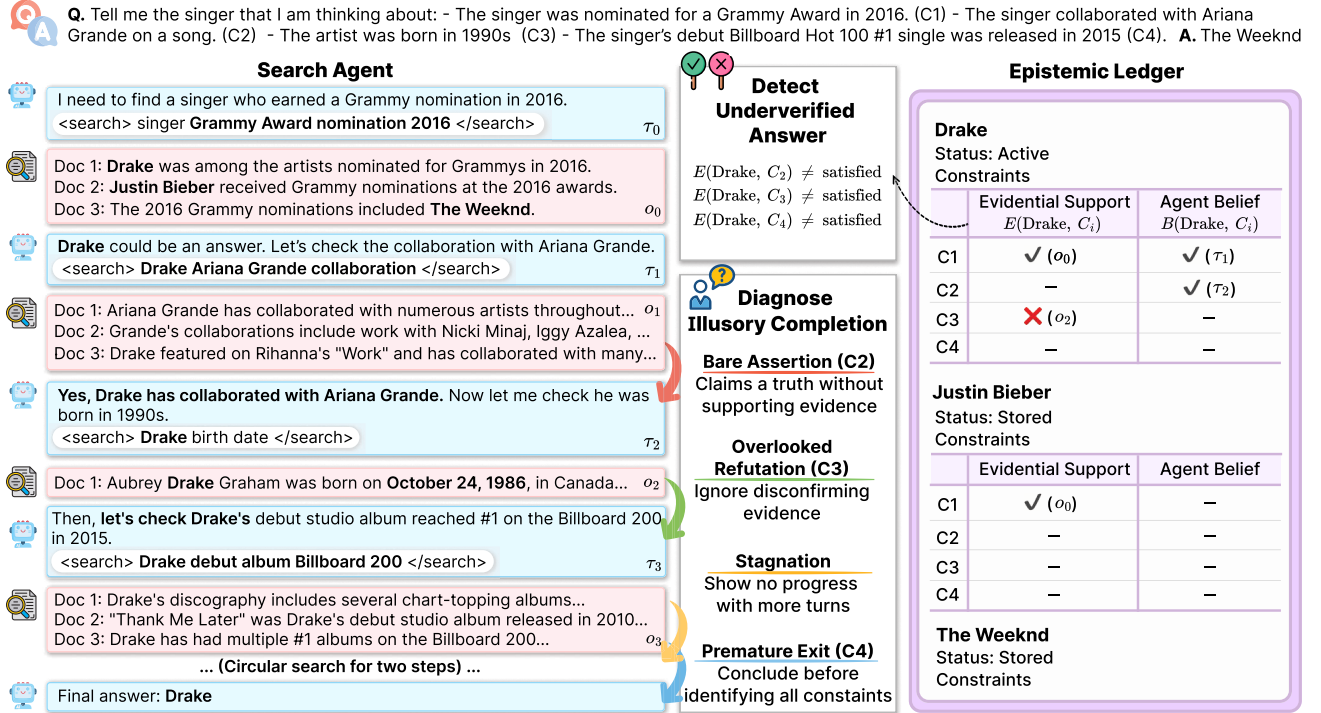 Q A
Q. Tell me the singer that I am thinking about: - The singer was nominated for a Grammy Award in 2016. (C1) - The singer collaborated with Ariana
Grande on a song. (C2) - The artist was born in 1990s (C3) - The singer's debut Billboard Hot 100 #1 single was released in 2015 (C4). A. The Weeknd
Search Agent
I need to find a singer who earned a Grammy nomination in 2016.
<search> singer Grammy Award nomination 2016 </search>
τ0
Doc 1: Drake was among the artists nominated for Grammys in 2016.
Doc 2: Justin Bieber received Grammy nominations at the 2016 awards.
Doc 3: The 2016 Grammy nominations included The Weeknd.
o0
Drake could be an answer. Let's check the collaboration with Ariana Grande.
<search> Drake Ariana Grande collaboration </search>
τ1
Doc 1: Ariana Grande has collaborated with numerous artists throughout... o1
Doc 2: Grande's collaborations include work with Nicki Minaj, Iggy Azalea, ...
Doc 3: Drake featured on Rihanna's "Work" and has collaborated with many...
Yes, Drake has collaborated with Ariana Grande. Now let me check he was
born in 1990s.
<search> Drake birth date </search>
τ2
Doc 1: Aubrey Drake Graham was born on October 24, 1986, in Canada... o2
Then, let's check Drake's debut studio album reached #1 on the Billboard 200
in 2015.
<search> Drake debut album Billboard 200 </search>
τ3
Doc 1: Drake's discography includes several chart-topping albums...
Doc 2: "Thank Me Later" was Drake's debut studio album released in 2010...
Doc 3: Drake has had multiple #1 albums on the Billboard 200...
o3
... (Circular search for two steps) ...
Final answer: Drake
Detect
Underverified
Answer
E(Drake, C2) ≠ satisfied
E(Drake, C3) ≠ satisfied
E(Drake, C4) ≠ satisfied
?
Diagnose
Illusory Completion
Bare Assertion (C2)
Claims a truth without
supporting evidence
Overlooked
Refutation (C3)
Ignore disconfirming
evidence
Stagnation
Show no progress
with more turns
Premature Exit (C4)
Conclude before
identifying all constaints
Epistemic Ledger
Drake
Status: Active
Constraints
Evidential Support Agent Belief
E(Drake, Ci) B(Drake, Ci)
C1 ✔ (o0) ✔ (τ1)
C2 – ✔ (τ2)
C3 ❌ (o2) –
C4 – –
Justin Bieber
Status: Stored
Constraints
Evidential Support Agent Belief
C1 ✔ (o0) –
C2 – –
C3 – –
C4 – –
The Weeknd
Status: Stored
Constraints